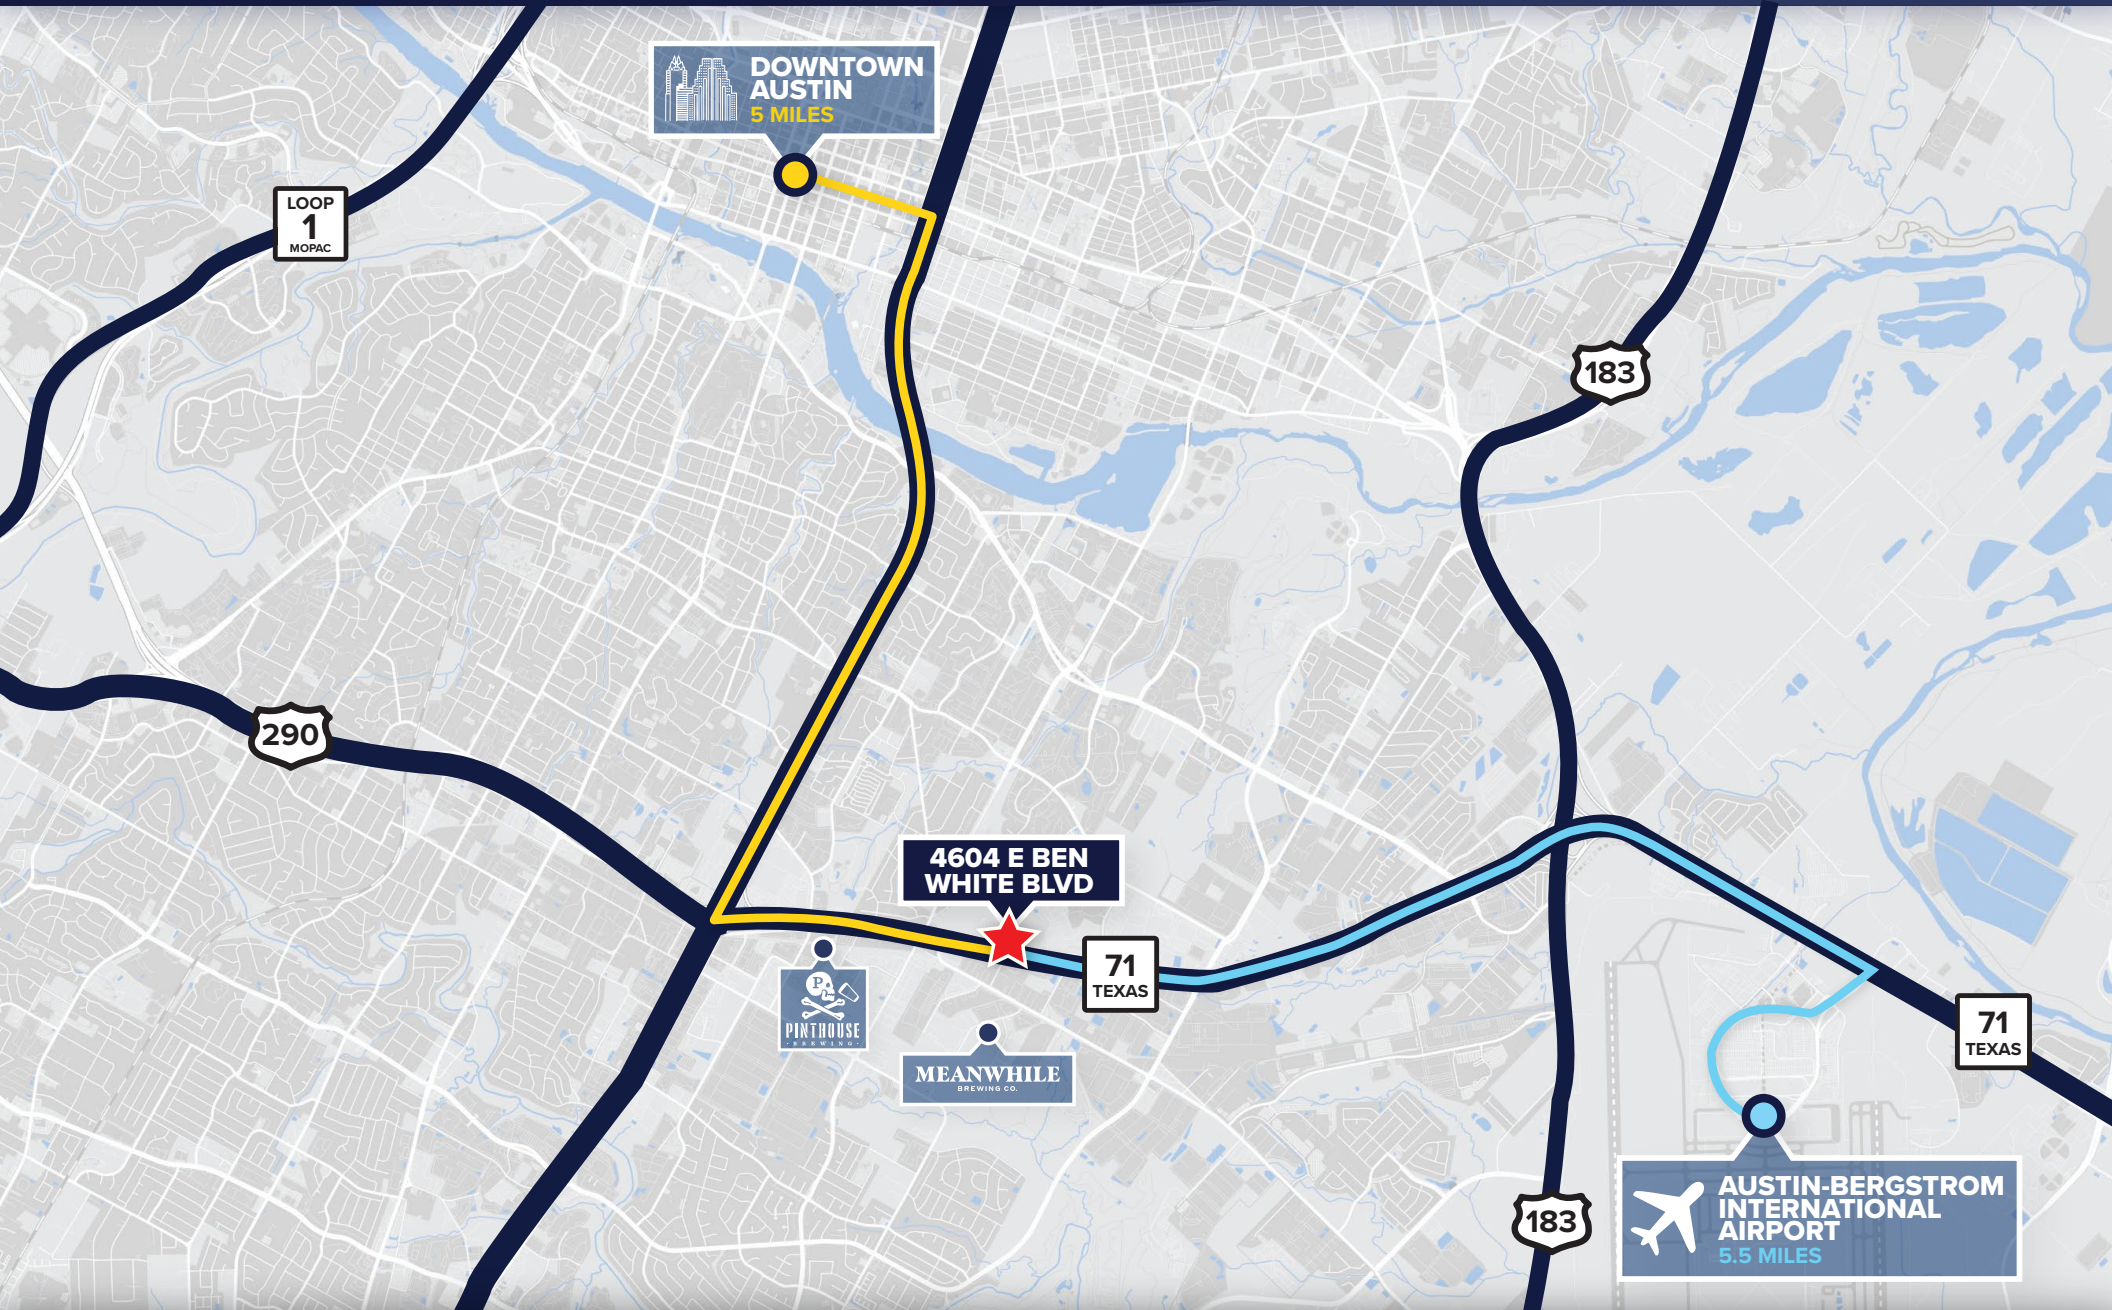 DOWNTOWN
AUSTIN
5 MILES
LOOP
1
MOPAC
183
290
4604 E BEN
WHITE BLVD
71
TEXAS
P
PINTHOUSE
BREWING
MEANWHILE
BREWING CO.
71
TEXAS
183
AUSTIN-BERGSTROM
INTERNATIONAL
AIRPORT
5.5 MILES